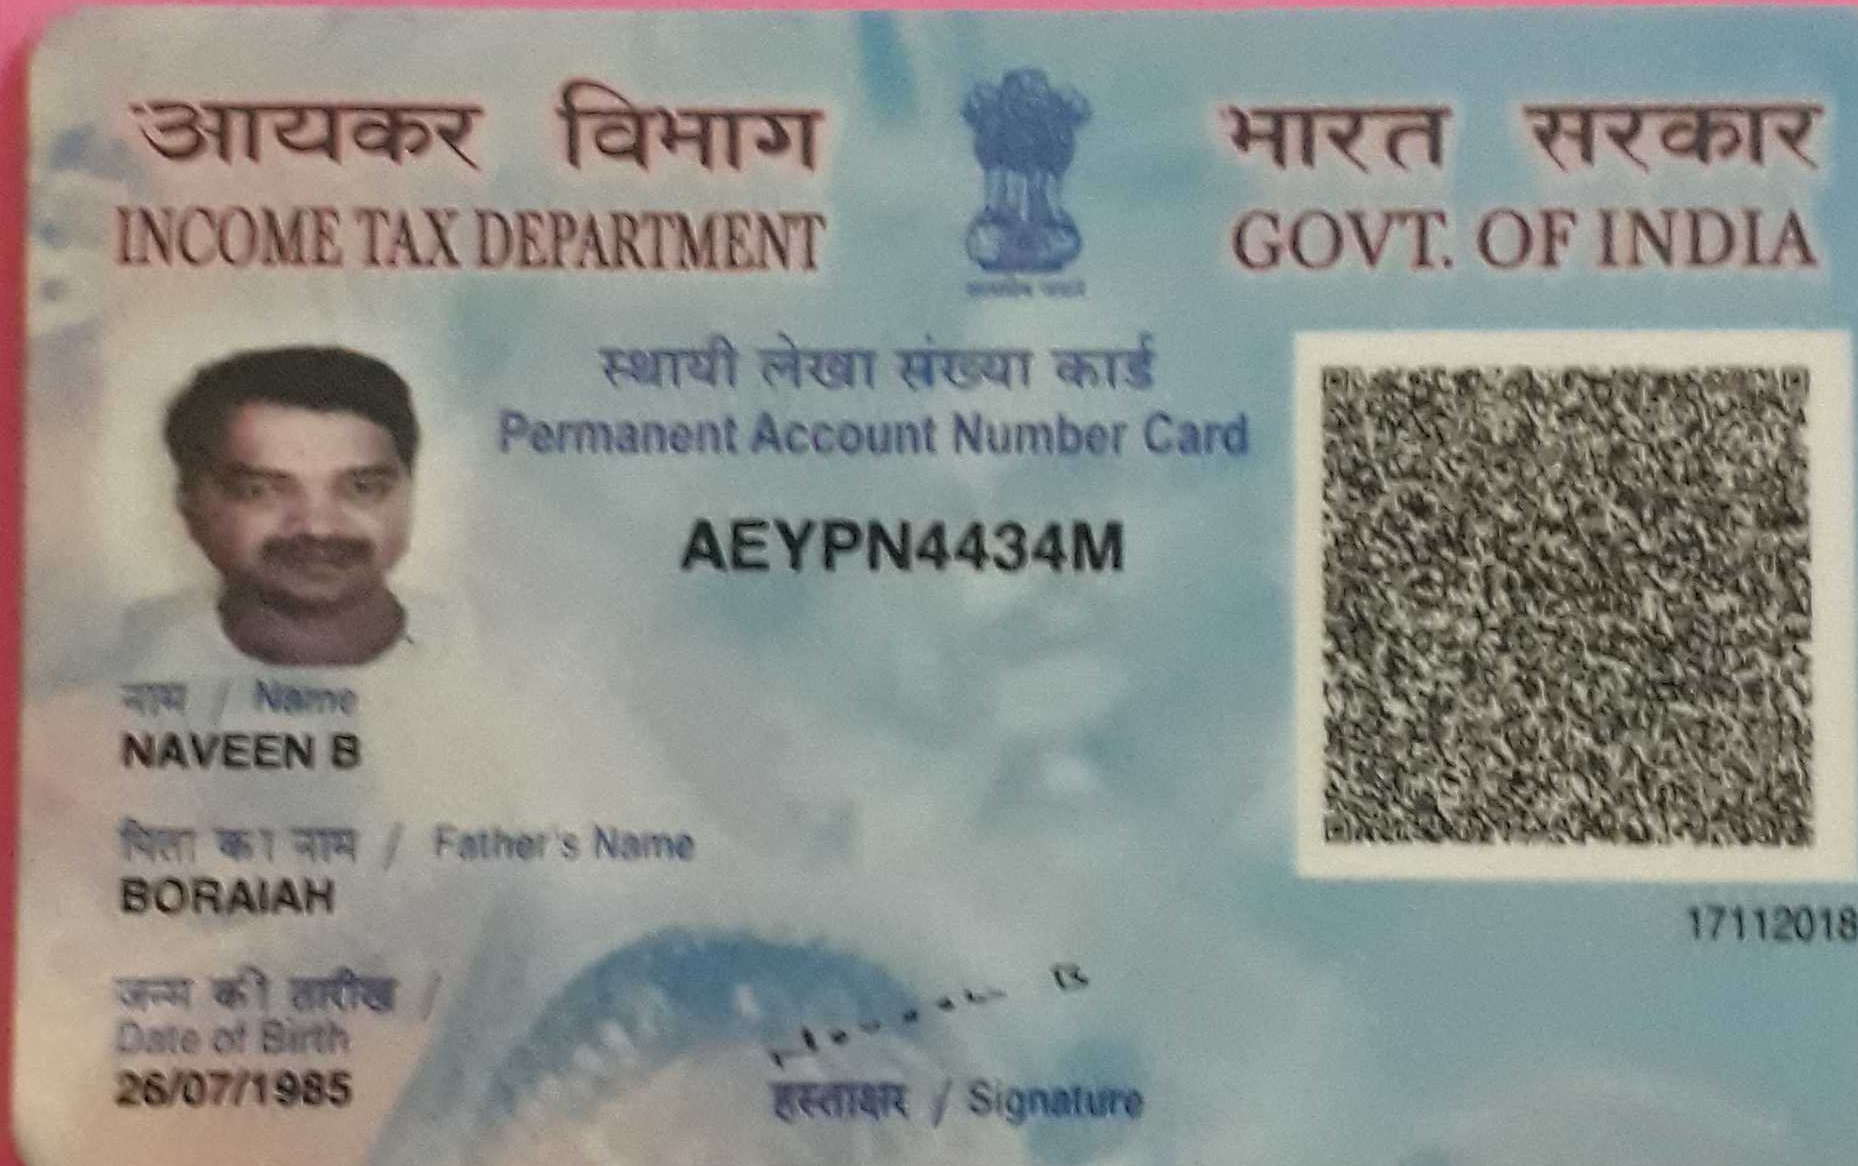 आयकर विभाग
INCOME TAX DEPARTMENT
भारत सरकार
GOVT. OF INDIA
स्थायी लेखा संख्या कार्ड
Permanent Account Number Card
AEYPN4434M
नाम / Name
NAVEEN B
पिता का नाम / Father's Name
BORAIAH
17112018
जन्म की तारीख /
Date of Birth
26/07/1985
हस्ताक्षर / Signature